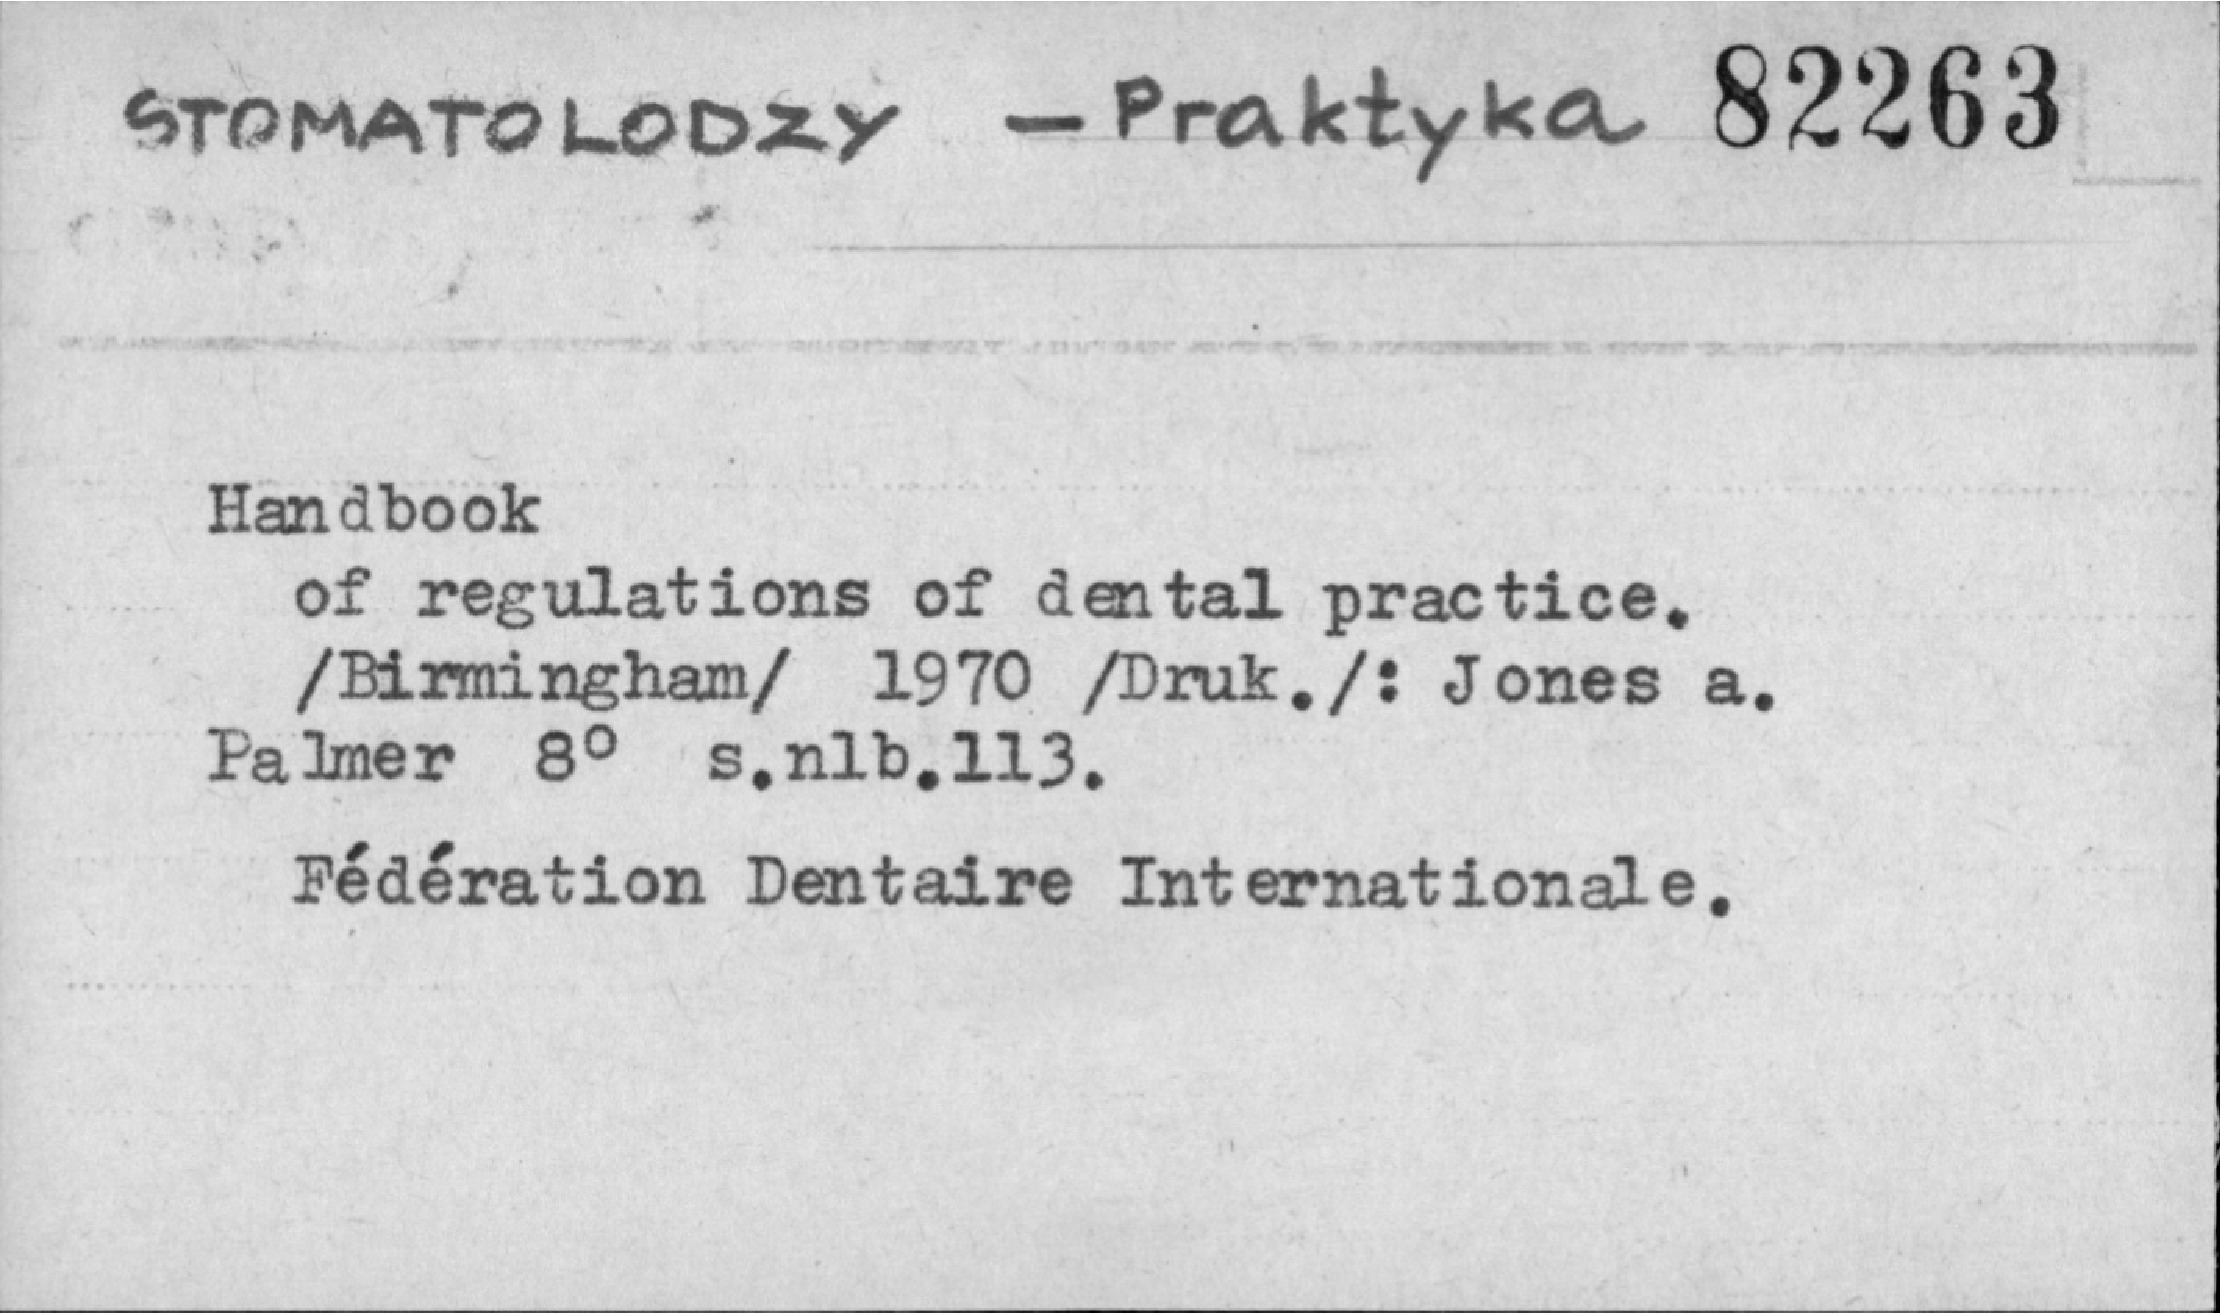 STOMATOLODZY – Praktyka 82263
Handbook
of regulations of dental practice.
/Birmingham/ 1970 /Druk./: Jones a.
Palmer 8° s.nlb.113.
Fédération Dentaire Internationale.